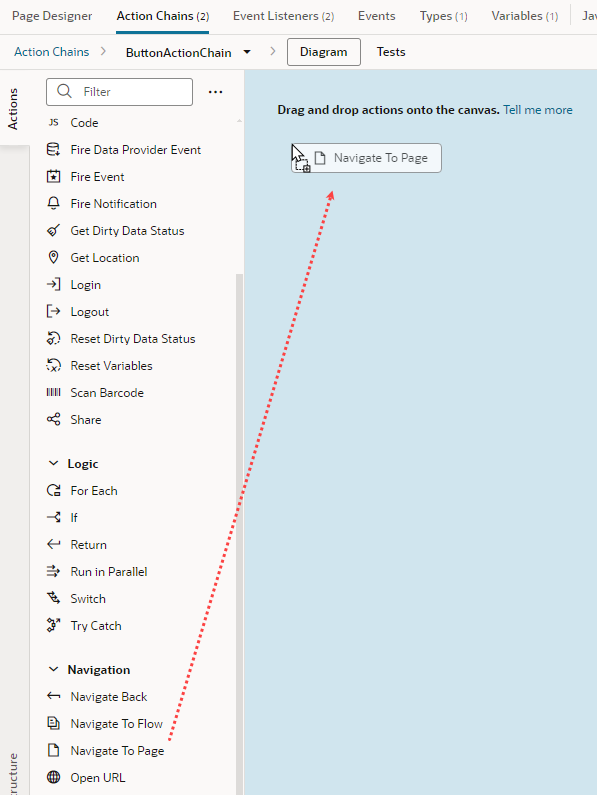 Page Designer Action Chains (2) Event Listeners (2) Events Types (1) Variables (1)
Action Chains ButtonActionChain Diagram Tests
Actions
Filter
Drag and drop actions onto the canvas. Tell me more
JS Code
Navigate To Page
Fire Data Provider Event
Fire Event
Fire Notification
Get Dirty Data Status
Get Location
Login
Logout
Reset Dirty Data Status
Reset Variables
Scan Barcode
Share
Logic
For Each
If
Return
Run in Parallel
Switch
Try Catch
Navigation
Navigate Back
Navigate To Flow
Navigate To Page
Open URL